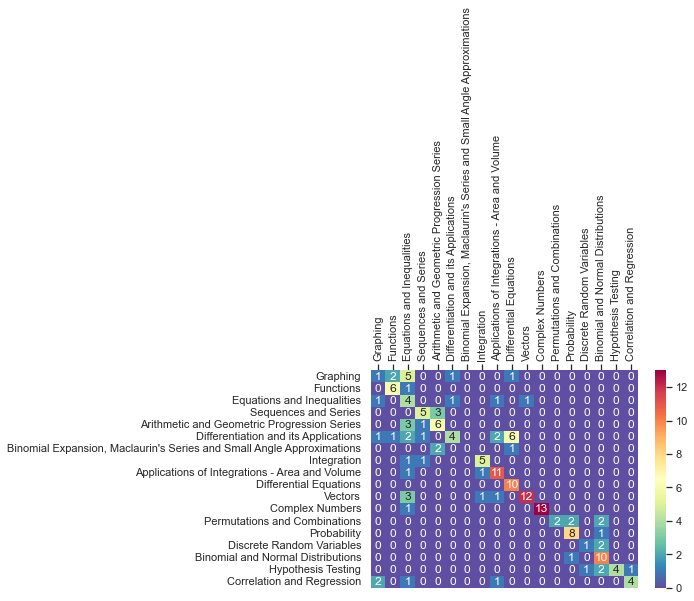 Graphing
Functions
Equations and Inequalities
Sequences and Series
Arithmetic and Geometric Progression Series
Differentiation and its Applications
Binomial Expansion, Maclaurin's Series and Small Angle Approximations
Integration
Applications of Integrations - Area and Volume
Differential Equations
Vectors
Complex Numbers
Permutations and Combinations
Probability
Discrete Random Variables
Binomial and Normal Distributions
Hypothesis Testing
Correlation and Regression
Graphing 1 2 5 0 0 1 0 0 0 1 0 0 0 0 0 0 0 0
Functions 0 6 1 0 0 0 0 0 0 0 0 0 0 0 0 0 0 0
Equations and Inequalities 1 0 4 0 0 1 0 0 1 0 1 0 0 0 0 0 0 0
Sequences and Series 0 0 0 5 3 0 0 0 0 0 0 0 0 0 0 0 0 0
Arithmetic and Geometric Progression Series 0 0 3 1 6 0 0 0 0 0 0 0 0 0 0 0 0 0
Differentiation and its Applications 1 1 2 1 0 4 0 0 2 6 0 0 0 0 0 0 0 0
Binomial Expansion, Maclaurin's Series and Small Angle Approximations 0 0 0 0 2 0 0 0 0 1 0 0 0 0 0 0 0 0
Integration 0 0 1 1 0 0 0 5 0 0 0 0 0 0 0 0 0 0
Applications of Integrations - Area and Volume 0 0 1 0 0 0 0 1 11 0 0 0 0 0 0 0 0 0
Differential Equations 0 0 0 0 0 0 0 0 0 10 0 0 0 0 0 0 0 0
Vectors 0 0 3 0 0 0 0 1 1 0 12 0 0 0 0 0 0 0
Complex Numbers 0 0 1 0 0 0 0 0 0 0 0 13 0 0 0 0 0 0
Permutations and Combinations 0 0 0 0 0 0 0 0 0 0 0 0 2 2 0 2 0 0
Probability 0 0 0 0 0 0 0 0 0 0 0 0 0 8 0 1 0 0
Discrete Random Variables 0 0 0 0 0 0 0 0 0 0 0 0 0 0 1 2 0 0
Binomial and Normal Distributions 0 0 0 0 0 0 0 0 0 0 0 0 0 1 0 10 0 0
Hypothesis Testing 0 0 0 0 0 0 0 0 0 0 0 0 0 0 1 2 4 1
Correlation and Regression 2 0 1 0 0 0 0 0 1 0 0 0 0 0 0 0 0 4
12
10
8
6
4
2
0